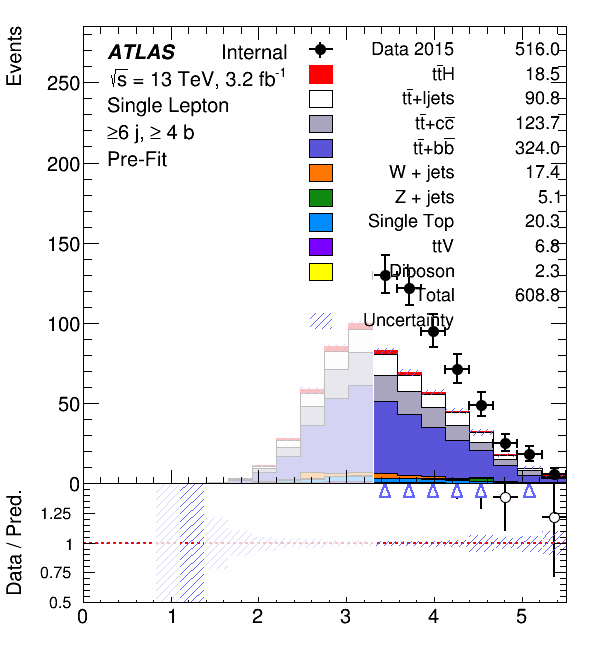 Events
ATLAS Internal
√s = 13 TeV, 3.2 fb⁻¹
Single Lepton
≥6 j, ≥ 4 b
Pre-Fit
Data 2015 516.0
tt̄H 18.5
tt̄+ljets 90.8
tt̄+cc̄ 123.7
tt̄+bb̄ 324.0
W + jets 17.4
Z + jets 5.1
Single Top 20.3
ttV 6.8
Diboson 2.3
Total 608.8
Uncertainty
250
200
150
100
50
0
Data / Pred.
1.25
1
0.75
0.5
0 1 2 3 4 5